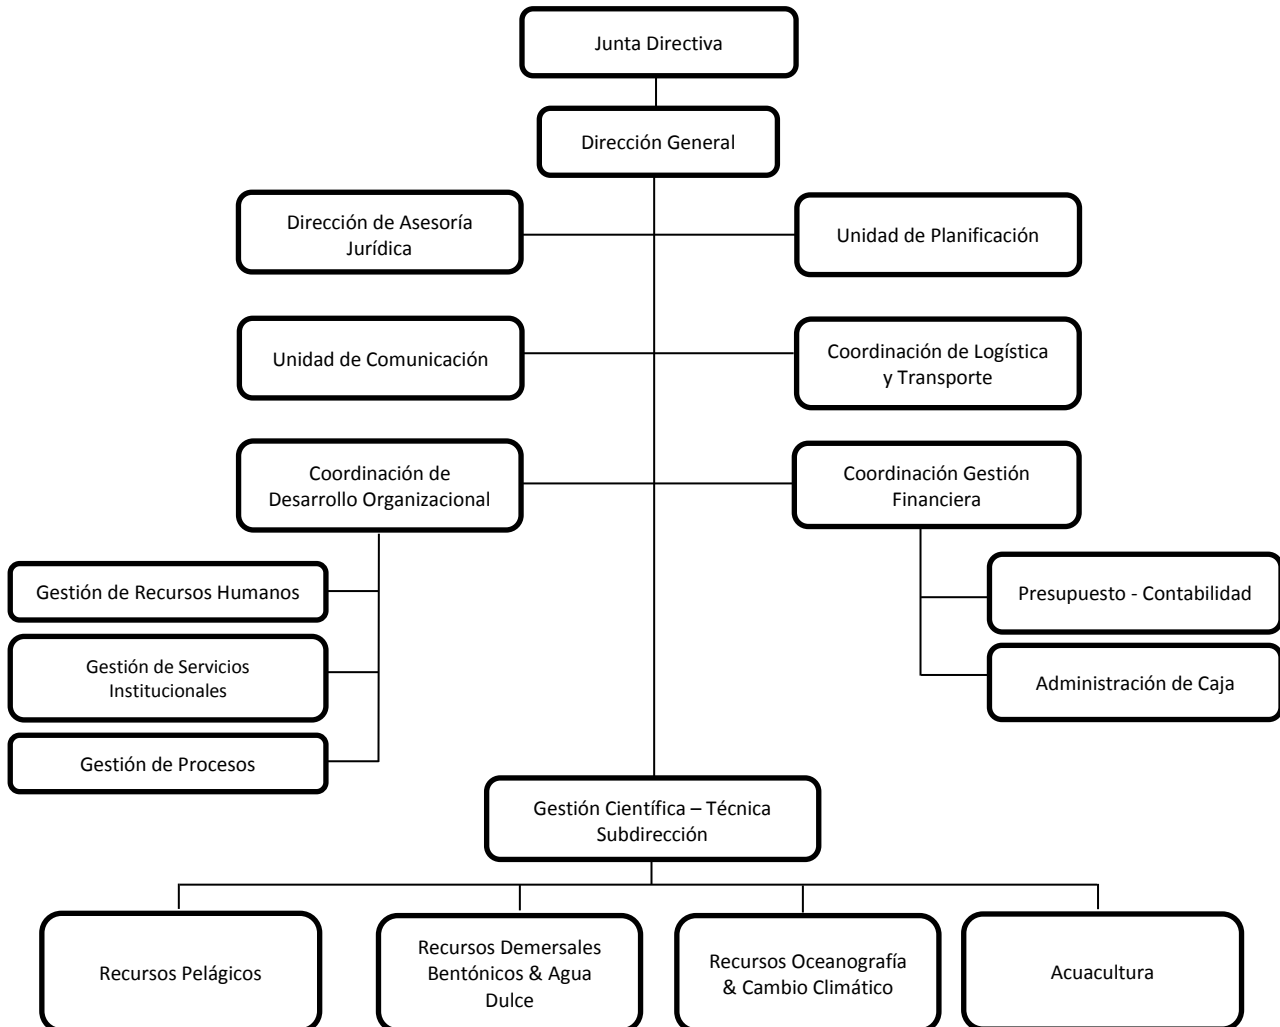 Junta Directiva
Dirección General
Dirección de Asesoría
Jurídica
Unidad de Planificación
Unidad de Comunicación
Coordinación de Logística
y Transporte
Coordinación de
Desarrollo Organizacional
Coordinación Gestión
Financiera
Gestión de Recursos Humanos
Gestión de Servicios
Institucionales
Gestión de Procesos
Presupuesto - Contabilidad
Administración de Caja
Gestión Científica – Técnica
Subdirección
Recursos Pelágicos
Recursos Demersales
Bentónicos & Agua
Dulce
Recursos Oceanografía
& Cambio Climático
Acuacultura